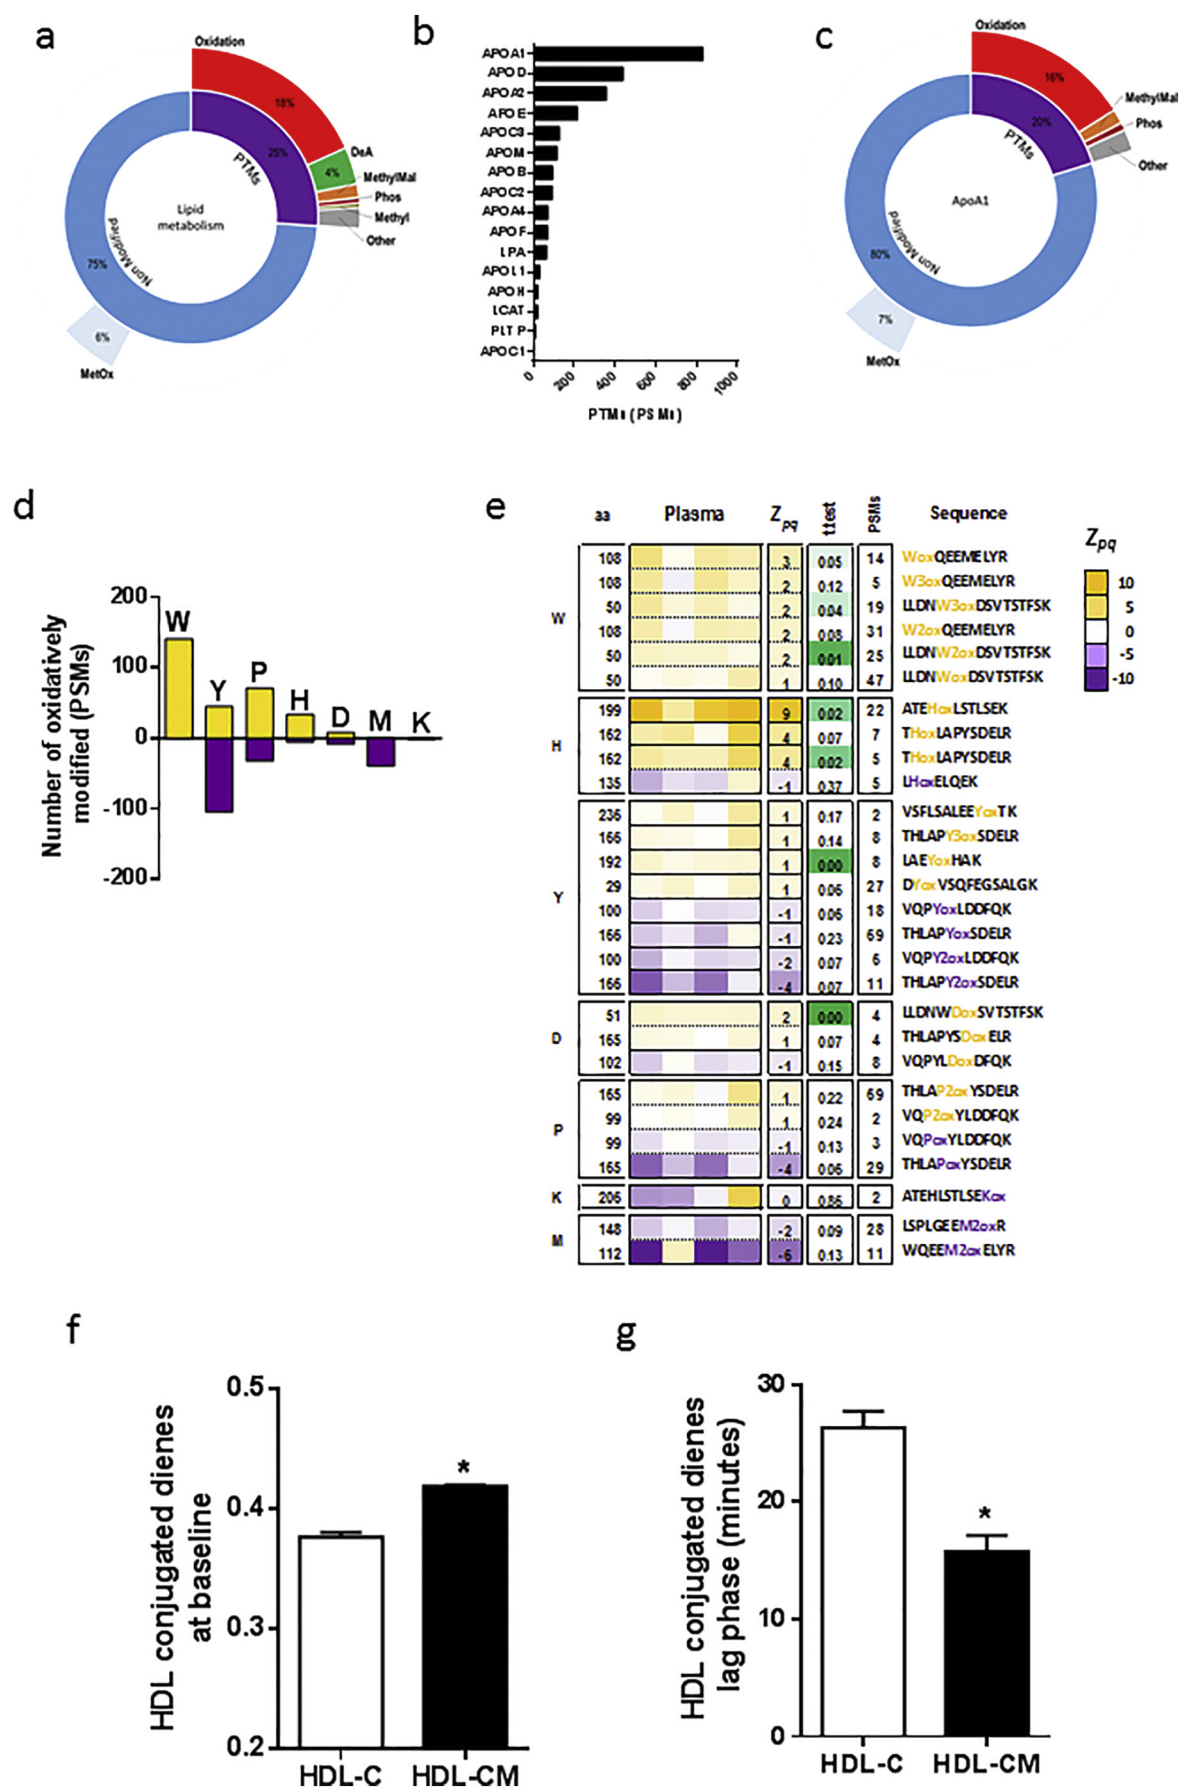 a
Oxidation
18%
25%
PTMs
DeA
4%
MethylMal
Phos
Methyl
Other
Lipid
metabolism
75%
Non Modified
6%
MetOx
b
APOA1
APOD
APOA2
APOE
APOC3
APOM
APOB
APOC2
APOA4
APOF
LPA
APOL1
APOH
LCAT
PLTP
APOC1
0
200
400
600
800
1000
PTMs (PSMs)
c
Oxidation
16%
MethylMal
20%
PTMs
Phos
Other
ApoA1
80%
Non Modified
7%
MetOx
d
Number of oxidatively
modified (PSMs)
200
100
0
-100
-200
W
Y
P
H
D
M
K
e
aa Plasma Zpq ttest PSMs Sequence
W
108 3 0.05 14 WoxQEEMELYR
108 2 0.12 5 W3oxQEEMELYR
50 2 0.04 19 LLDNW3oxDSVTSTFSK
108 2 0.08 31 W2oxQEEMELYR
50 2 0.01 25 LLDNW2oxDSVTSTFSK
50 1 0.10 47 LLDNWoxDSVTSTFSK
H
199 9 0.02 22 ATEHoxLSTLSEK
162 4 0.07 7 THoxLAPYSDELR
162 4 0.02 5 THoxLAPYSDELR
135 -1 0.37 5 LHoxELQEK
Y
236 1 0.17 2 VSFLSALEEYoxTK
166 1 0.14 8 THLAPY3oxSDELR
192 1 0.00 8 LAEYoxHAK
29 1 0.06 27 DYoxVSQFEGSALGK
100 -1 0.06 18 VQPYoxLDDFQK
166 -1 0.23 69 THLAPYoxSDELR
100 -2 0.07 6 VQPY2oxLDDFQK
166 -4 0.07 11 THLAPY2oxSDELR
D
51 2 0.00 4 LLDNWDoxSVTSTFSK
165 1 0.07 4 THLAPYSDoxELR
102 -1 0.15 8 VQPYLDoxDFQK
P
165 1 0.22 69 THLAP2oxYSDELR
99 1 0.24 2 VQP2oxYLDDFQK
99 -1 0.13 3 VQPoxYLDDFQK
165 -4 0.06 29 THLAPoxYSDELR
K
206 0 0.86 2 ATEHLSTLSEKox
M
148 -2 0.09 28 LSPLGEEM2oxR
112 -6 0.13 11 WQEEM2oxELYR
Zpq
10
5
0
-5
-10
f
HDL conjugated dienes
at baseline
0.5
0.4
0.3
0.2
*
HDL-C HDL-CM
g
HDL conjugated dienes
lag phase (minutes)
30
20
10
0
*
HDL-C HDL-CM